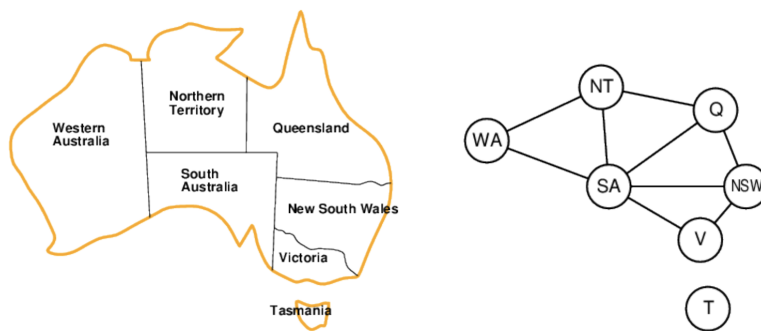 Northern
Territory
Western
Australia
Queensland
South
Australia
New South Wales
Victoria
Tasmania
NT
Q
WA
SA
NSW
V
T